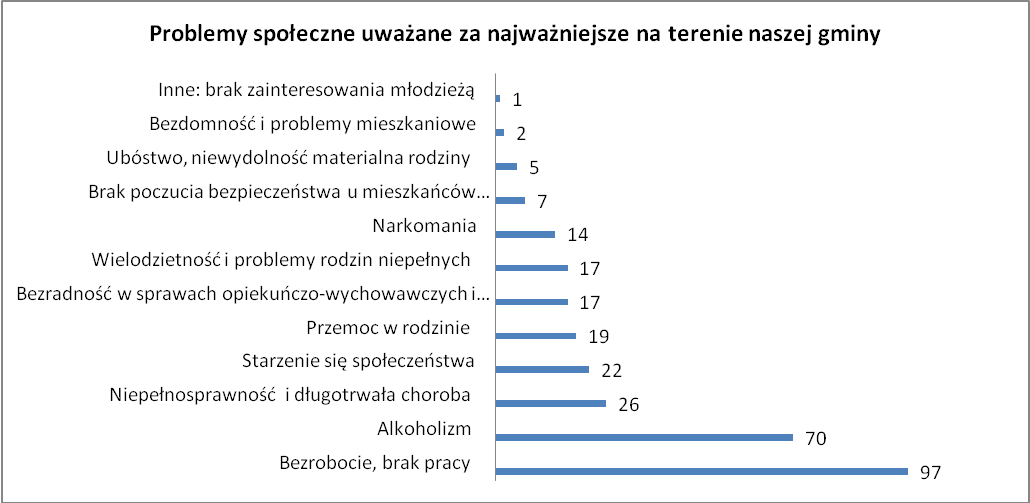 Problemy społeczne uważane za najważniejsze na terenie naszej gminy
Inne: brak zainteresowania młodzieżą 1
Bezdomność i problemy mieszkaniowe 2
Ubóstwo, niewydolność materialna rodziny 5
Brak poczucia bezpieczeństwa u mieszkańców... 7
Narkomania 14
Wielodzietność i problemy rodzin niepełnych 17
Bezradność w sprawach opiekuńczo-wychowawczych i... 17
Przemoc w rodzinie 19
Starzenie się społeczeństwa 22
Niepełnosprawność i długotrwała choroba 26
Alkoholizm 70
Bezrobocie, brak pracy 97